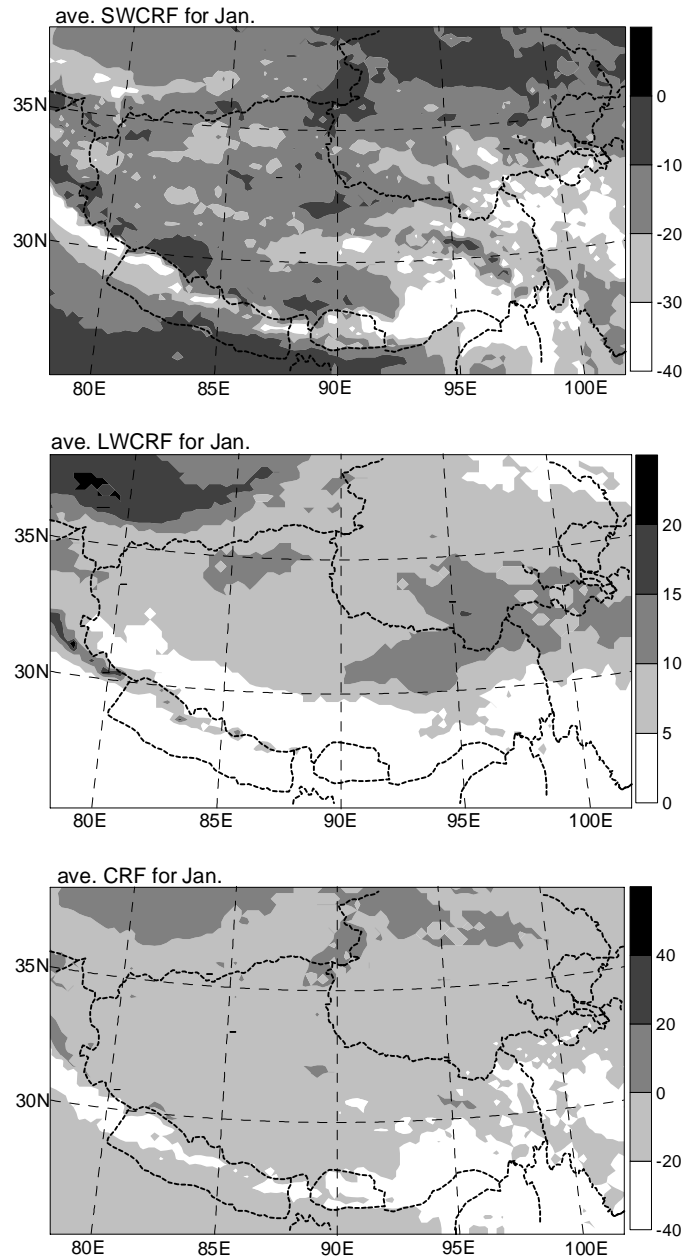 ave. SWCRF for Jan.
0
35N
-10
-20
30N
-30
-40
80E 85E 90E 95E 100E
ave. LWCRF for Jan.
20
35N
15
10
30N
5
0
80E 85E 90E 95E 100E
ave. CRF for Jan.
40
35N
20
0
30N
-20
-40
80E 85E 90E 95E 100E